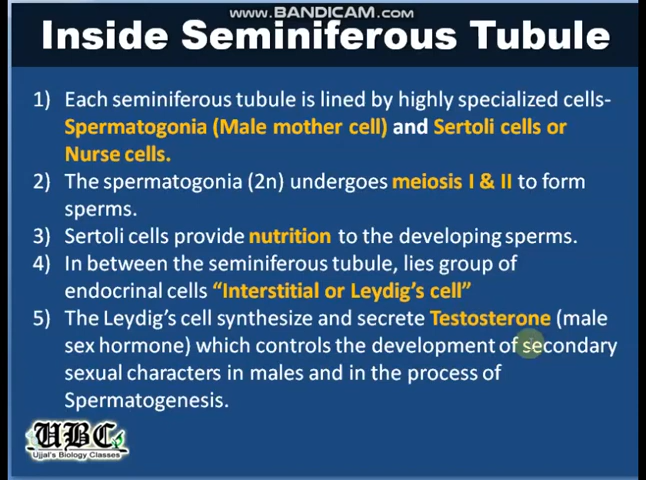 www.BANDICAM.com
Inside Seminiferous Tubule
1) Each seminiferous tubule is lined by highly specialized cells-
Spermatogonia (Male mother cell) and Sertoli cells or
Nurse cells.
2) The spermatogonia (2n) undergoes meiosis I & II to form
sperms.
3) Sertoli cells provide nutrition to the developing sperms.
4) In between the seminiferous tubule, lies group of
endocrinal cells “Interstitial or Leydig’s cell”
5) The Leydig’s cell synthesize and secrete Testosterone (male
sex hormone) which controls the development of secondary
sexual characters in males and in the process of
Spermatogenesis.
UBC
Ujjal's Biology Classes